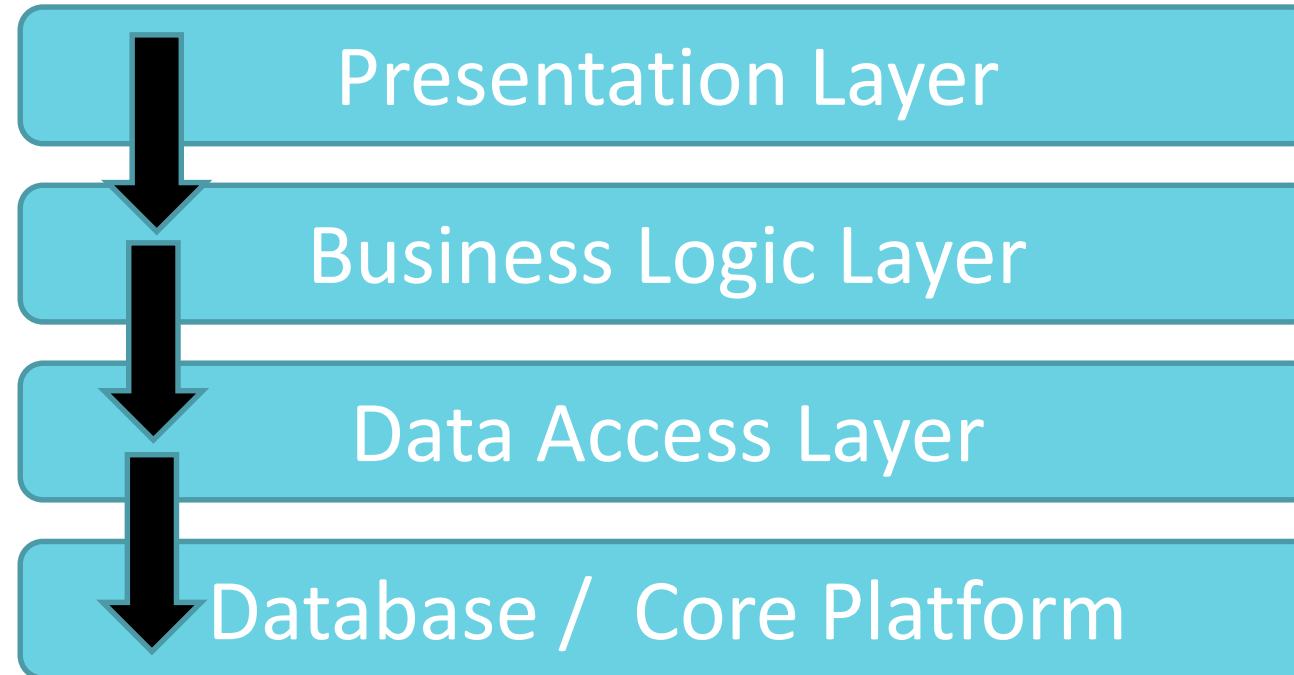 Presentation Layer
Business Logic Layer
Data Access Layer
Database /  Core Platform